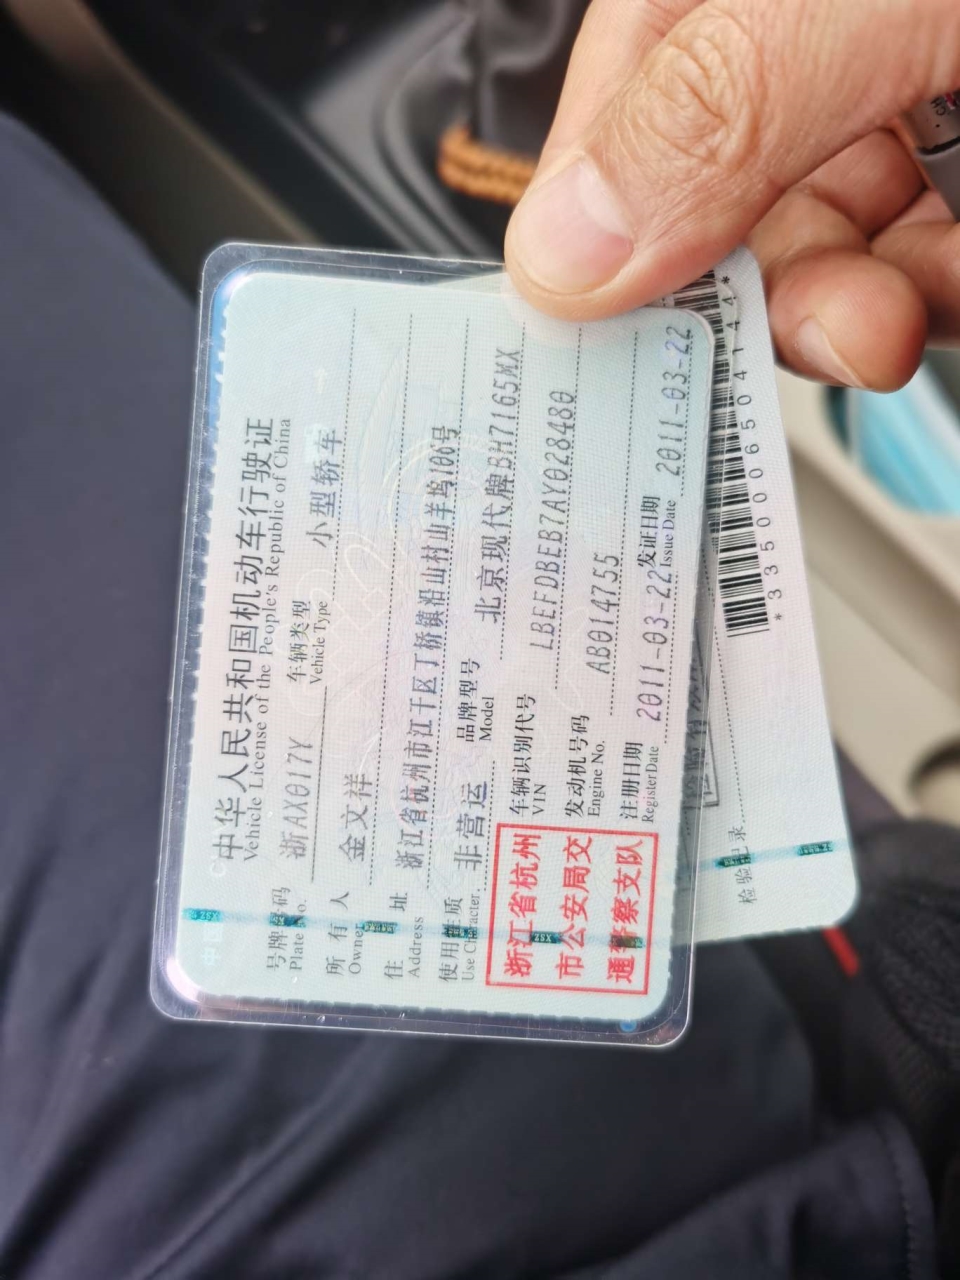 中华人民共和国机动车行驶证
Vehicle License of the People's Republic of China
号牌号码 浙AX017Y 车辆类型 小型轿车
Plate No. Vehicle Type
所有人 金文祥
Owner
住址 浙江省杭州市江干区丁桥镇沿山村山羊坞106号
Address
使用性质 非营运 品牌型号 北京现代牌BH7165MX
Use Character Model
浙江省杭州
市公安局交
通警察支队
车辆识别代号 LBEFDBEB7AY028480
VIN
发动机号码 AB014755
Engine No.
注册日期 2011-03-22 发证日期 2011-03-22
Register Date Issue Date
检验记录
*3350006504144*